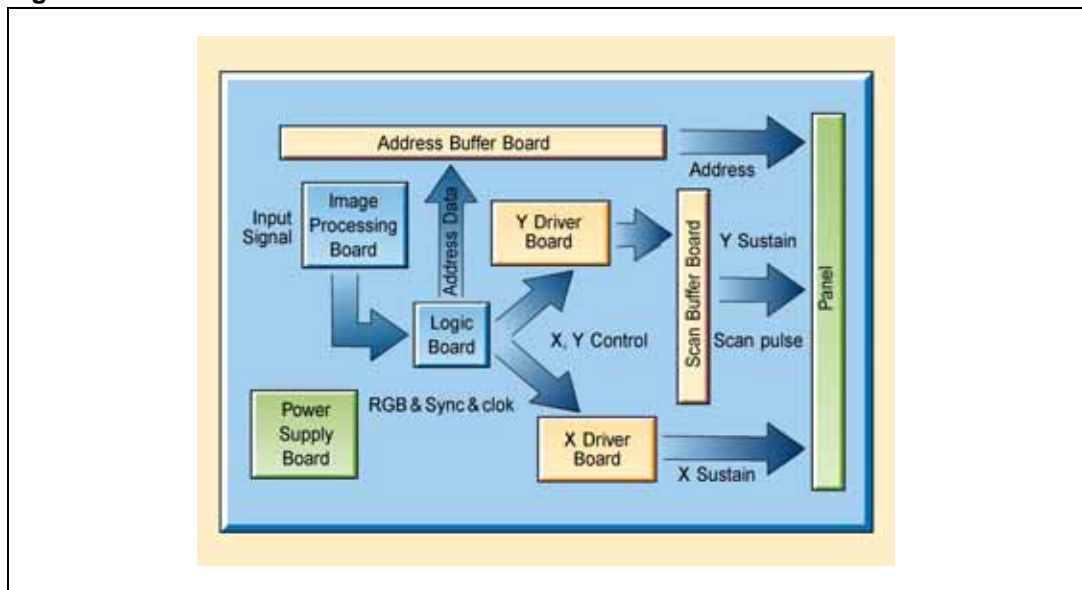 Address Buffer Board
Address
Input
Signal
Image
Processing
Board
Address Data
Y Driver
Board
Scan Buffer Board
Y Sustain
Panel
Logic
Board
X, Y Control
Scan pulse
RGB & Sync & clok
Power
Supply
Board
X Driver
Board
X Sustain